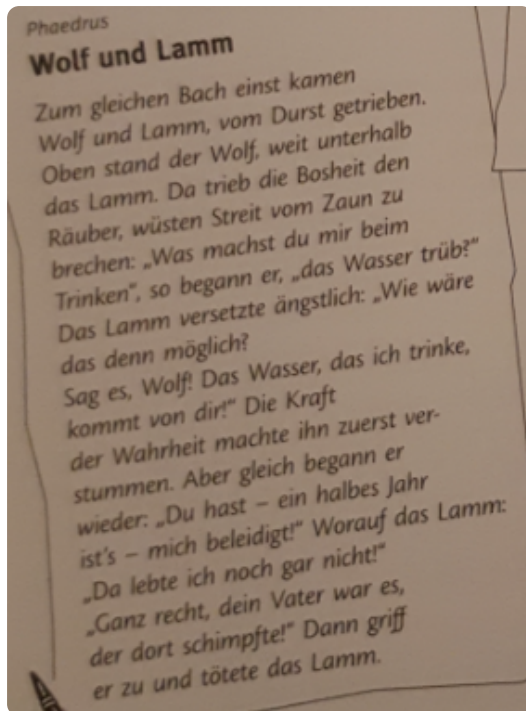 Phaedrus
Wolf und Lamm
Zum gleichen Bach einst kamen
Wolf und Lamm, vom Durst getrieben.
Oben stand der Wolf, weit unterhalb
das Lamm. Da trieb die Bosheit den
Räuber, wüsten Streit vom Zaun zu
brechen: „Was machst du mir beim
Trinken“, so begann er, „das Wasser trüb?“
Das Lamm versetzte ängstlich: „Wie wäre
das denn möglich?
Sag es, Wolf! Das Wasser, das ich trinke,
kommt von dir!“ Die Kraft
der Wahrheit machte ihn zuerst ver-
stummen. Aber gleich begann er
wieder: „Du hast – ein halbes Jahr
ist's – mich beleidigt!“ Worauf das Lamm:
„Da lebte ich noch gar nicht!“
„Ganz recht, dein Vater war es,
der dort schimpfte!“ Dann griff
er zu und tötete das Lamm.